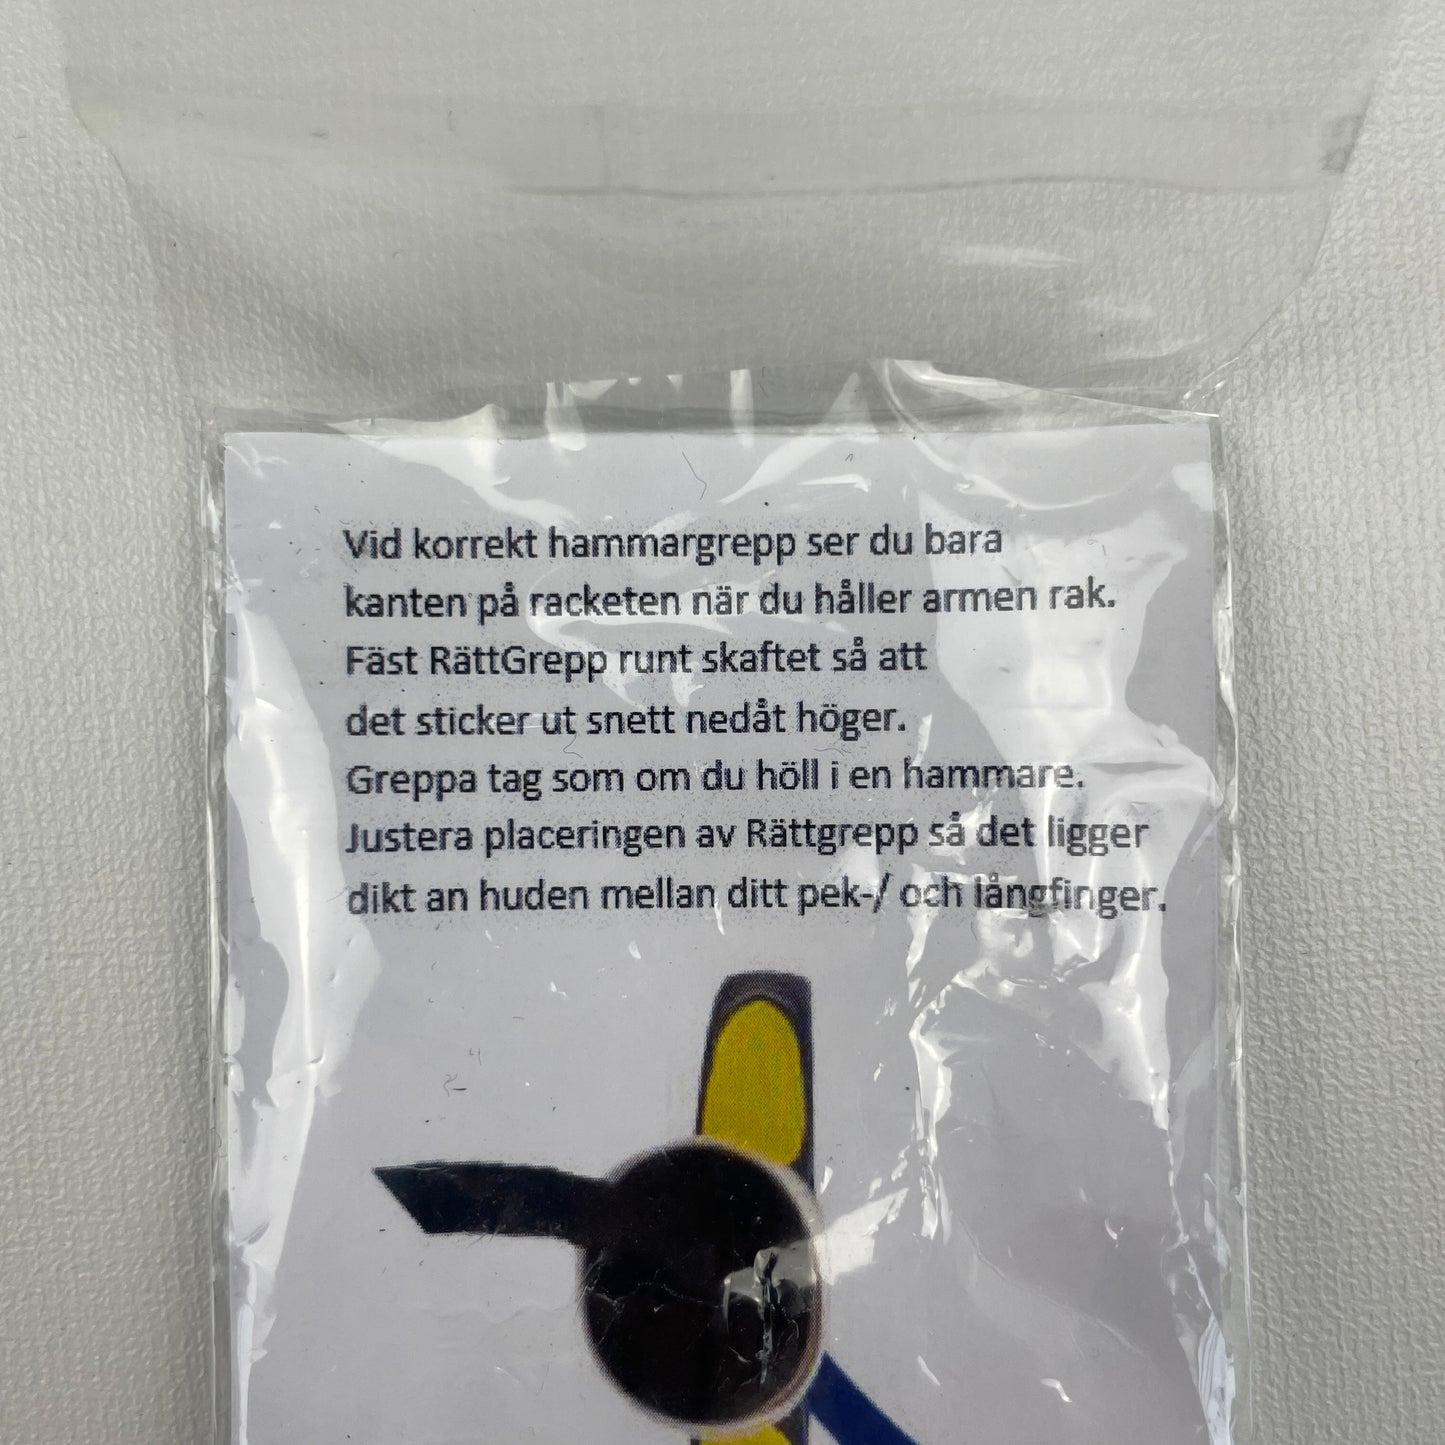 Vid korrekt hammargrepp ser du bara
kanten på racketen när du håller armen rak.
Fäst RättGrepp runt skaftet så att
det sticker ut snett nedåt höger.
Greppa tag som om du höll i en hammare.
Justera placeringen av Rättgrepp så det ligger
dikt an huden mellan ditt pek-/ och långfinger.